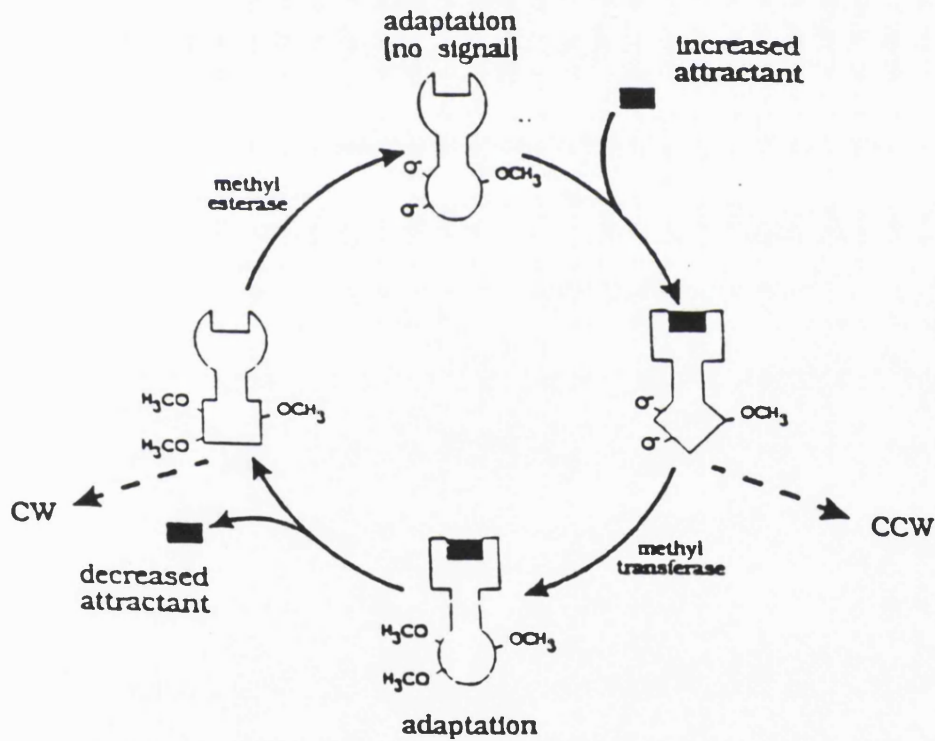 adaptation
[no signal]
increased
attractant
methyl
esterase
O-
O-
OCH3
H3CO
H3CO
OCH3
O-
O-
OCH3
CW
CCW
decreased
attractant
methyl
transferase
H3CO
H3CO
OCH3
adaptation